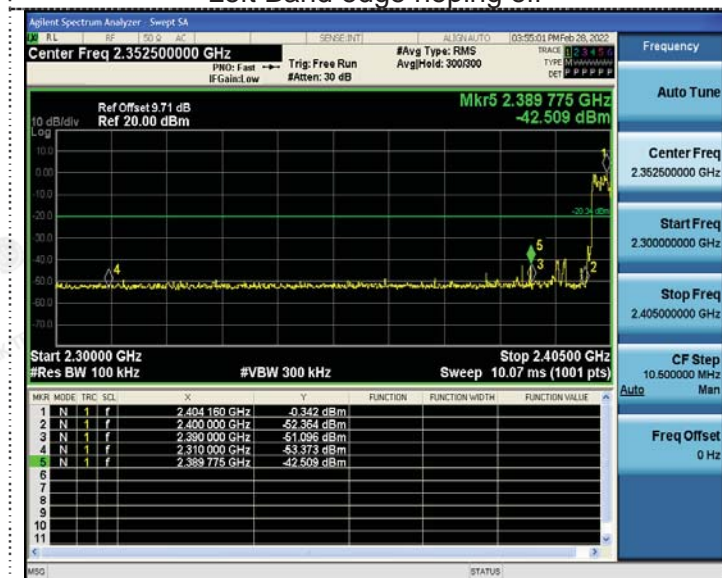 Left Band edge hoping off
Agilent Spectrum Analyzer - Swept SA
RL RF 50 Ω AC SENSE:INT ALIGN AUTO 03:55:01 PM Feb 28, 2022
Center Freq 2.352500000 GHz
PNO: Fast
IFGain:Low
Trig: Free Run
#Atten: 30 dB
#Avg Type: RMS
Avg|Hold: 300/300
TRACE 1 2 3 4 5 6
TYPE M
DET P P P P P P
Ref Offset 9.71 dB
Ref 20.00 dBm
10 dB/div
Log
Mkr5 2.389 775 GHz
-42.509 dBm
10.0
0.00
-10.0
-20.0
-30.0
-40.0
-50.0
-60.0
-70.0
1
-20.34 dBm
5
4
3
2
Start 2.30000 GHz
Stop 2.40500 GHz
#Res BW 100 kHz
#VBW 300 kHz
Sweep 10.07 ms (1001 pts)
MKR MODE TRC SCL X Y FUNCTION FUNCTION WIDTH FUNCTION VALUE
1 N 1 f 2.404 160 GHz -0.342 dBm
2 N 1 f 2.400 000 GHz -52.364 dBm
3 N 1 f 2.390 000 GHz -51.096 dBm
4 N 1 f 2.310 000 GHz -53.373 dBm
5 N 1 f 2.389 775 GHz -42.509 dBm
6
7
8
9
10
11
MSG
STATUS
Frequency
Auto Tune
Center Freq
2.352500000 GHz
Start Freq
2.300000000 GHz
Stop Freq
2.405000000 GHz
CF Step
10.500000 MHz
Auto Man
Freq Offset
0 Hz